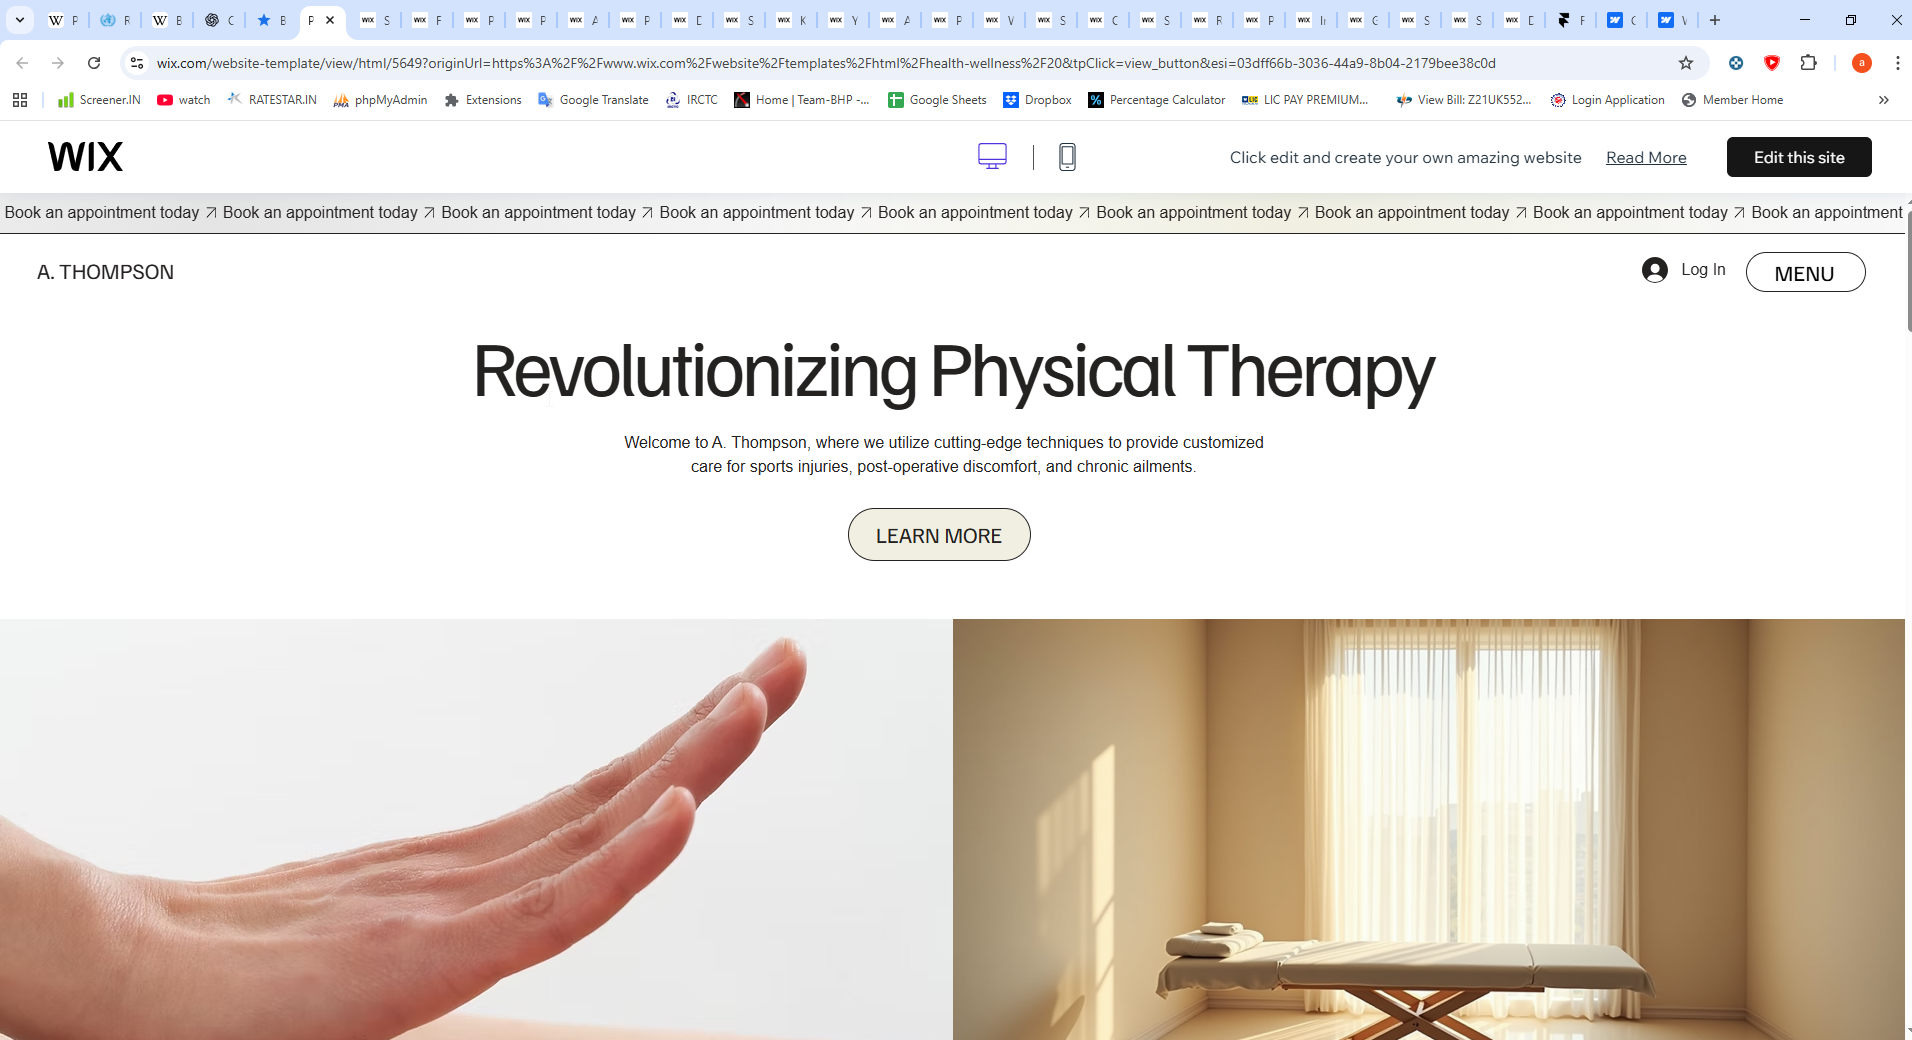 P
R
B
C
B
P
S
F
P
P
A
P
D
S
K
Y
A
P
V
S
C
S
R
P
Ir
C
S
S
D
F
C
V
wix.com/website-template/view/html/5649?originUrl=https%3A%2F%2Fwww.wix.com%2Fwebsite%2Ftemplates%2Fhtml%2Fhealth-wellness%2F20&tpClick=view_button&esi=03dff66b-3036-44a9-8b04-2179bee38c0d
a
Screener.IN watch RATESTAR.IN phpMyAdmin Extensions Google Translate IRCTC Home | Team-BHP -... Google Sheets Dropbox Percentage Calculator LIC PAY PREMIUM... View Bill: Z21UK552... Login Application Member Home
WIX
Click edit and create your own amazing website Read More Edit this site
Book an appointment today Book an appointment today Book an appointment today Book an appointment today Book an appointment today Book an appointment today Book an appointment today Book an appointment today Book an appointment
A. THOMPSON
Log In MENU
Revolutionizing Physical Therapy
Welcome to A. Thompson, where we utilize cutting-edge techniques to provide customized
care for sports injuries, post-operative discomfort, and chronic ailments.
LEARN MORE